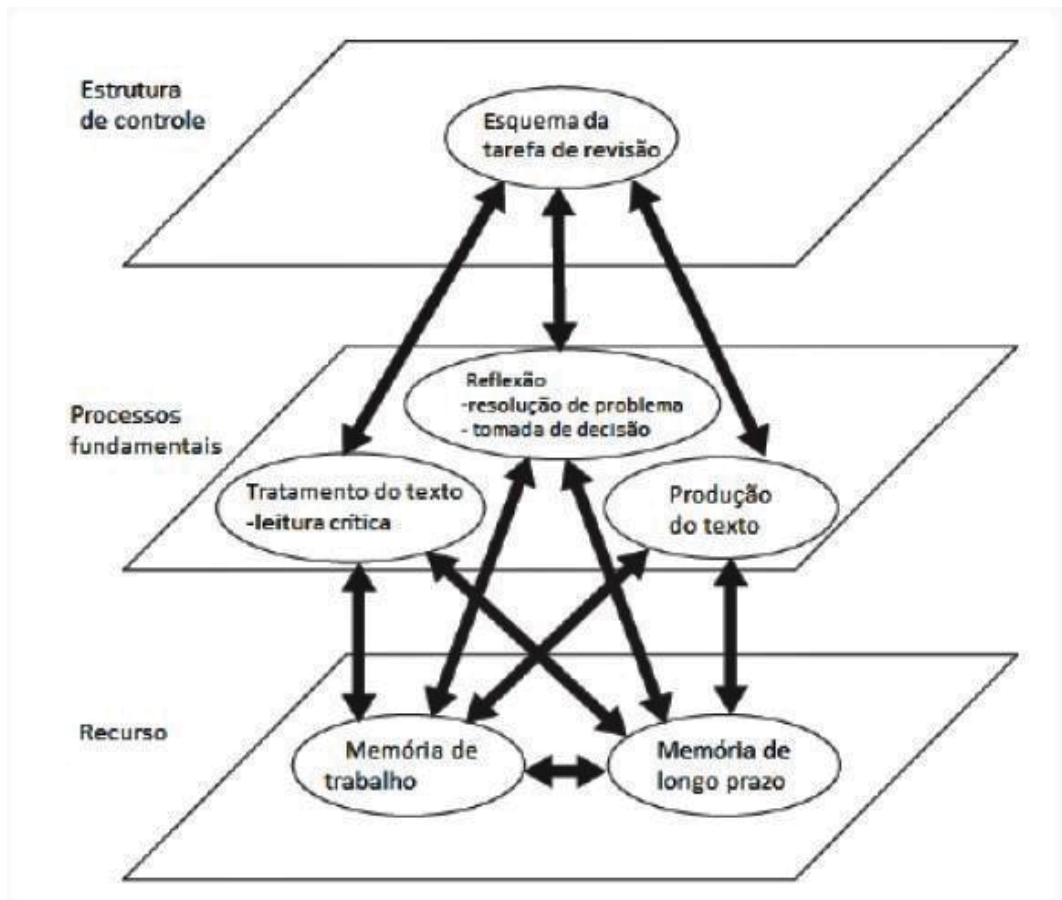 Estrutura
de controle
Esquema da
tarefa de revisão
Processos
fundamentais
Reflexão
-resolução de problema
- tomada de decisão
Tratamento do texto
-leitura crítica
Produção
do texto
Recurso
Memória de
trabalho
Memória de
longo prazo